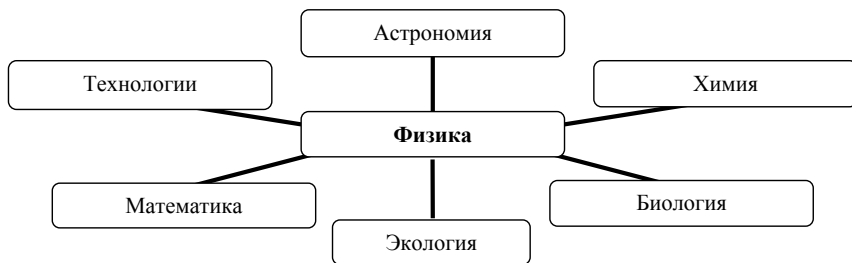 Астрономия
Технологии
Химия
Физика
Математика
Биология
Экология